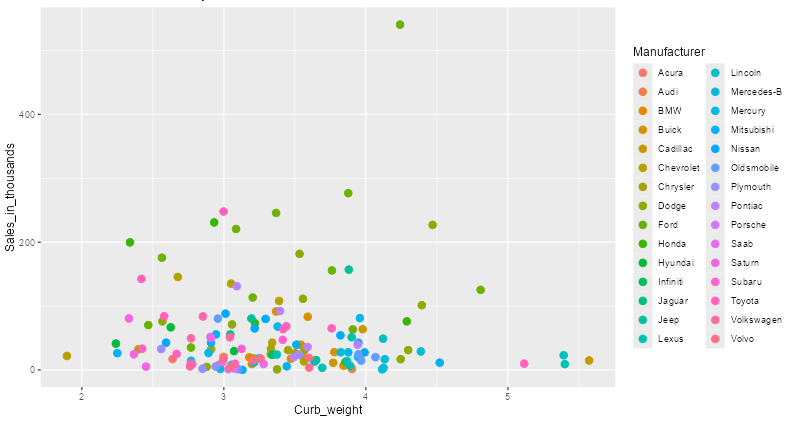 400
200
0
2
3
4
5
Curb_weight
Sales_in_thousands
Manufacturer
Acura
Audi
BMW
Buick
Cadillac
Chevrolet
Chrysler
Dodge
Ford
Honda
Hyundai
Infiniti
Jaguar
Jeep
Lexus
Lincoln
Mercedes-B
Mercury
Mitsubishi
Nissan
Oldsmobile
Plymouth
Pontiac
Porsche
Saab
Saturn
Subaru
Toyota
Volkswagen
Volvo